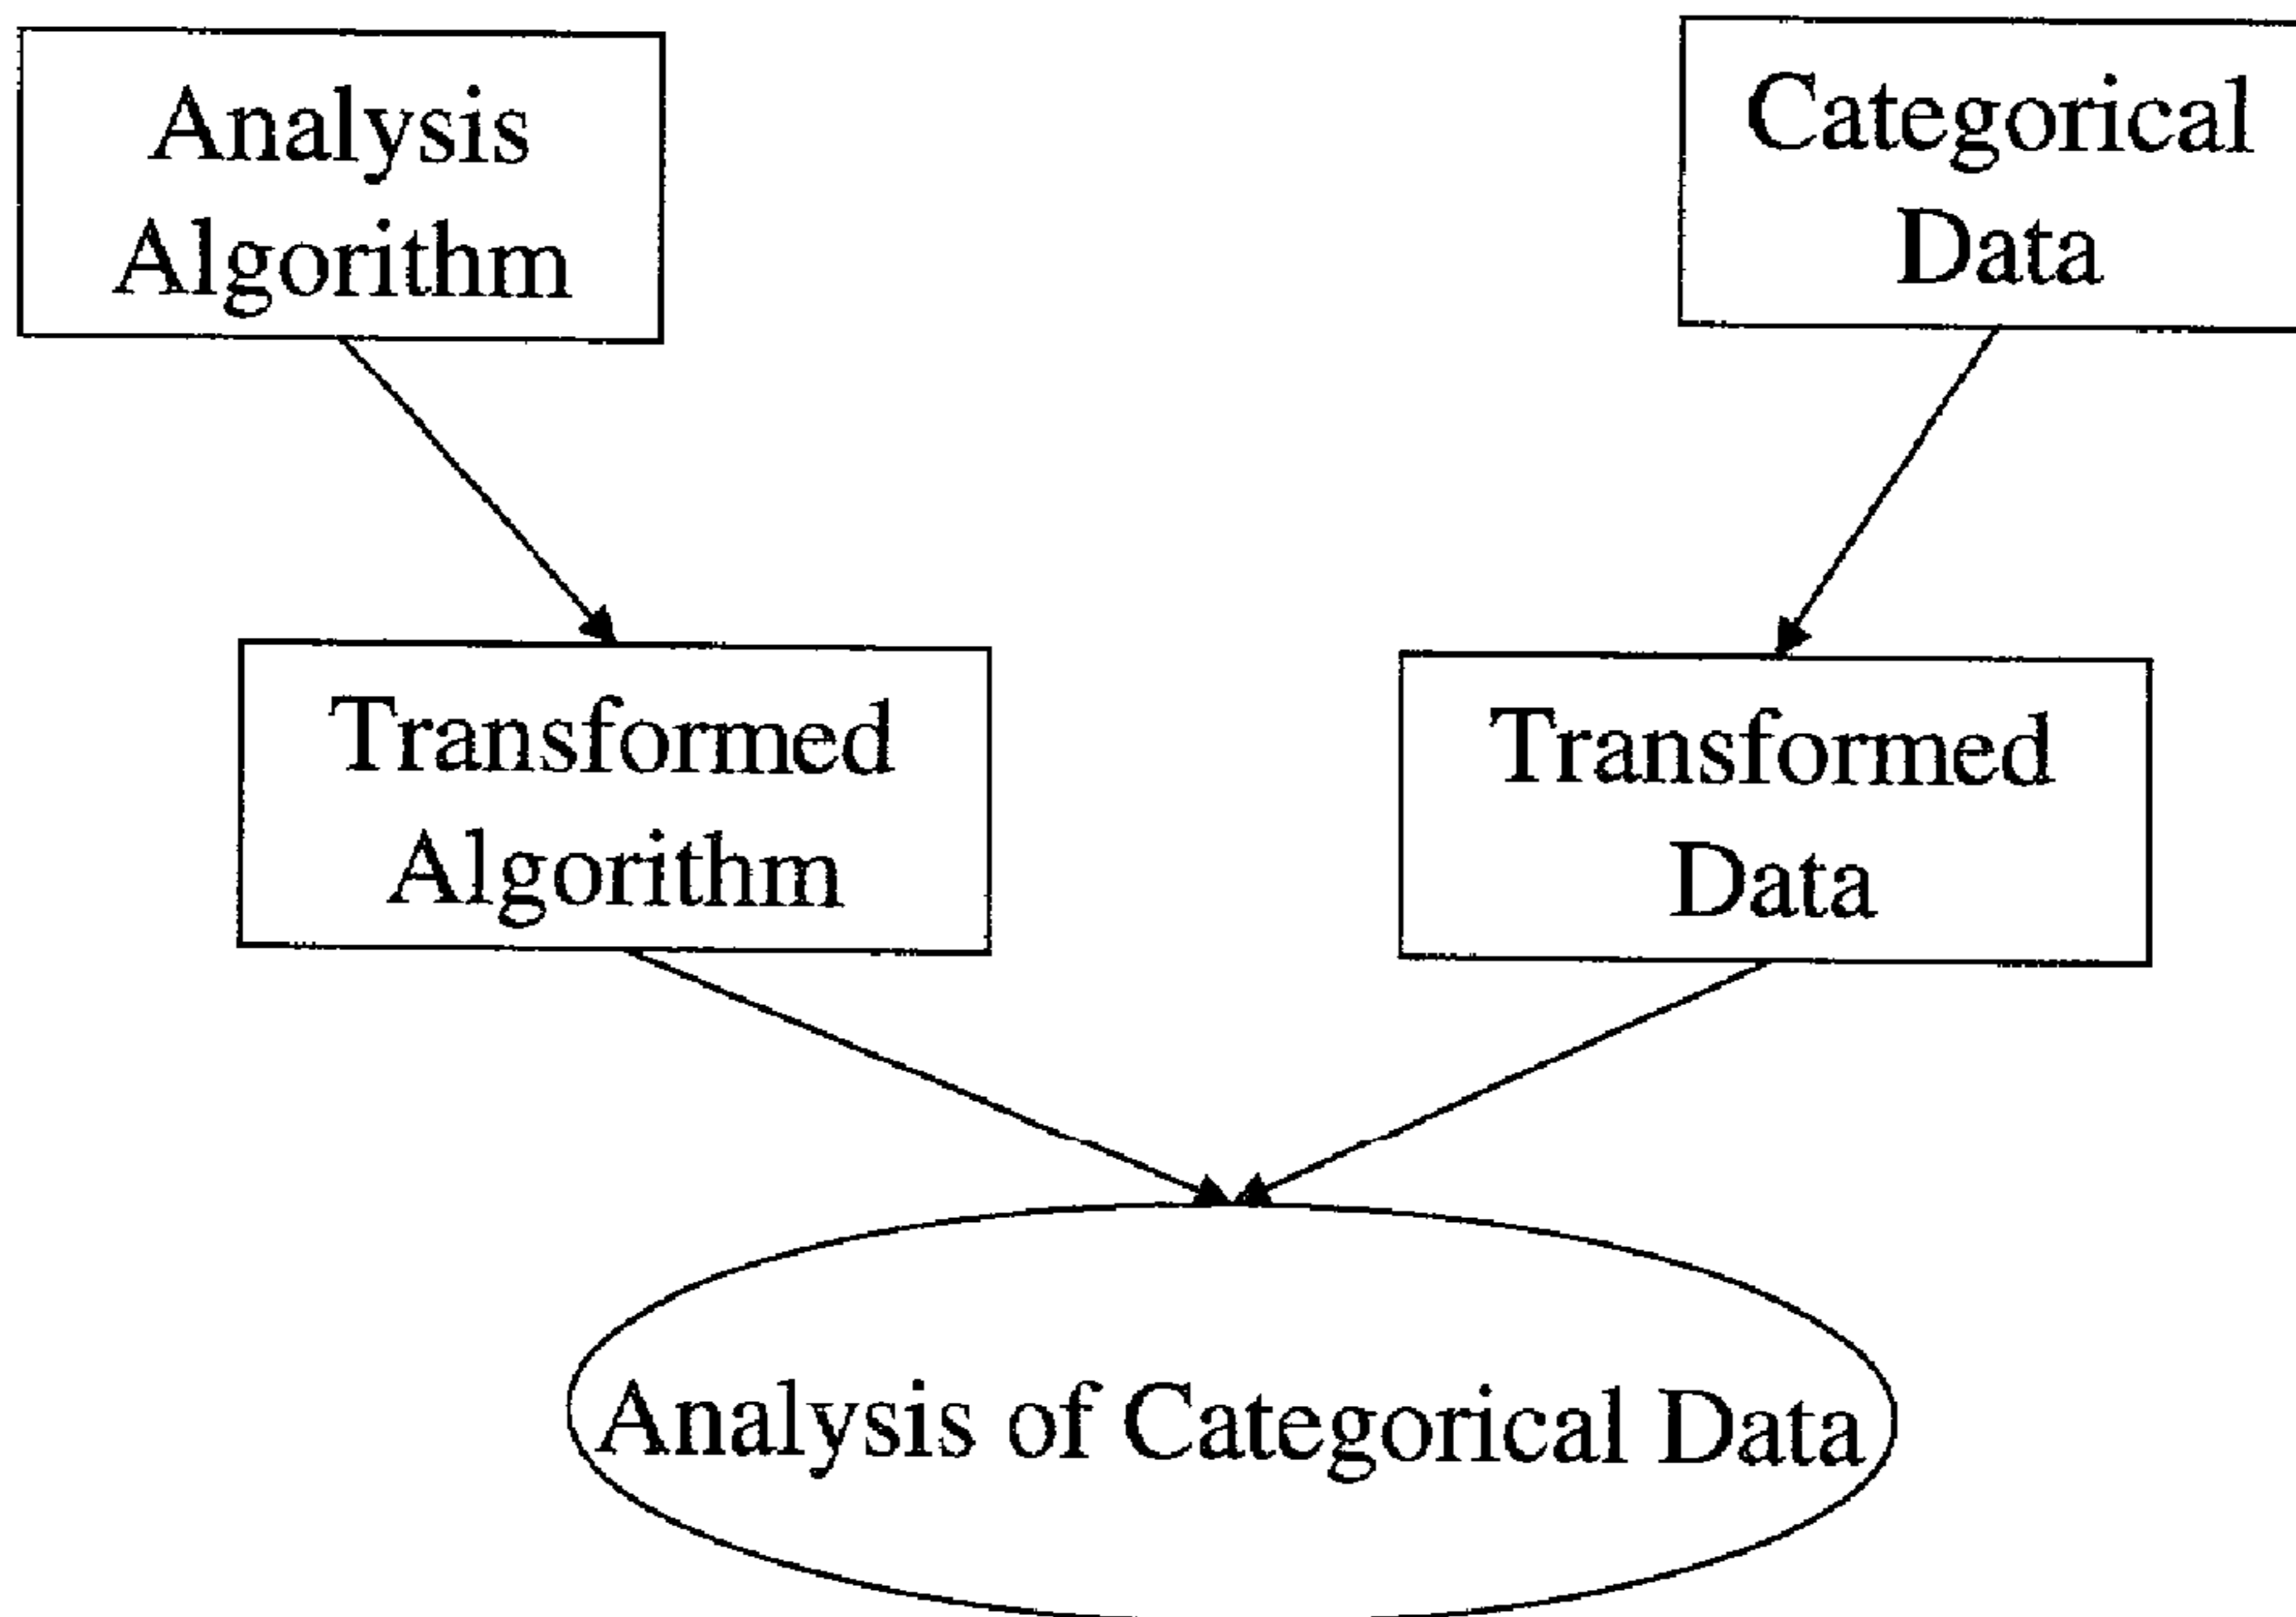 Analysis
Algorithm
Categorical
Data
Transformed
Algorithm
Transformed
Data
Analysis of Categorical Data